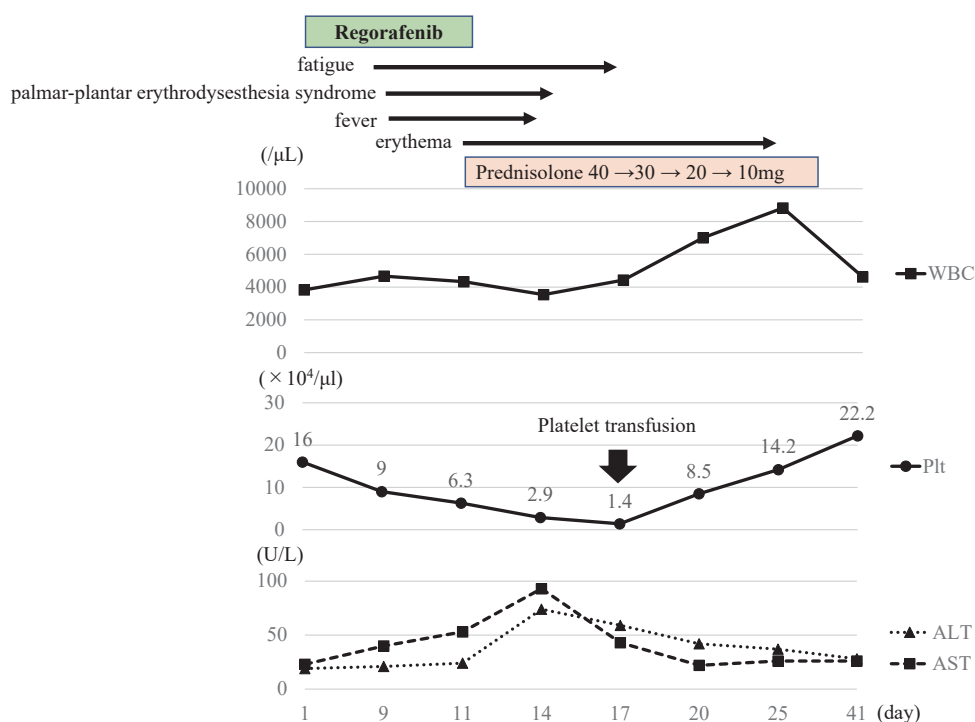 Regorafenib
fatigue
palmar-plantar erythrodysesthesia syndrome
fever
erythema
(/μL)
Prednisolone 40 →30 → 20 → 10mg
10000
8000
6000
4000
2000
0
WBC
(×10⁴/μl)
30
20
10
0
Platelet transfusion
16
9
6.3
2.9
1.4
8.5
14.2
22.2
Plt
(U/L)
100
50
0
ALT
AST
1 9 11 14 17 20 25 41 (day)